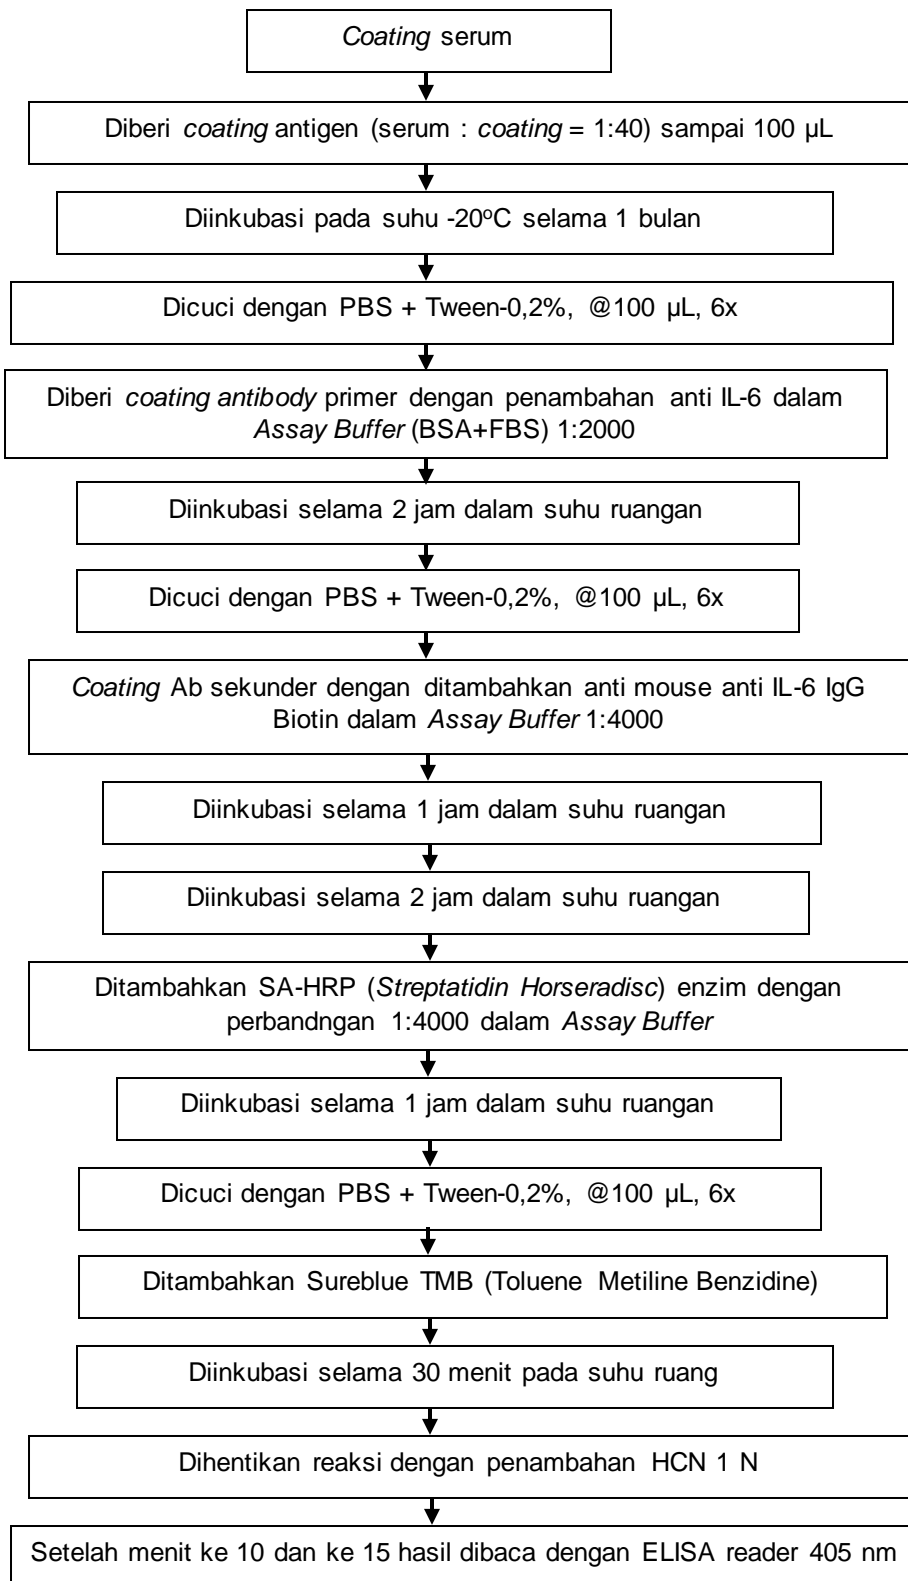 Coating serum
Diberi coating antigen (serum : coating = 1:40) sampai 100 µL
Diinkubasi pada suhu -20ºC selama 1 bulan
Dicuci dengan PBS + Tween-0,2%, @100 µL, 6x
Diberi coating antibody primer dengan penambahan anti IL-6 dalam
Assay Buffer (BSA+FBS) 1:2000
Diinkubasi selama 2 jam dalam suhu ruangan
Dicuci dengan PBS + Tween-0,2%, @100 µL, 6x
Coating Ab sekunder dengan ditambahkan anti mouse anti IL-6 IgG
Biotin dalam Assay Buffer 1:4000
Diinkubasi selama 1 jam dalam suhu ruangan
Diinkubasi selama 2 jam dalam suhu ruangan
Ditambahkan SA-HRP (Streptatidin Horseradisc) enzim dengan
perbandngan 1:4000 dalam Assay Buffer
Diinkubasi selama 1 jam dalam suhu ruangan
Dicuci dengan PBS + Tween-0,2%, @100 µL, 6x
Ditambahkan Sureblue TMB (Toluene Metiline Benzidine)
Diinkubasi selama 30 menit pada suhu ruang
Dihentikan reaksi dengan penambahan HCN 1 N
Setelah menit ke 10 dan ke 15 hasil dibaca dengan ELISA reader 405 nm